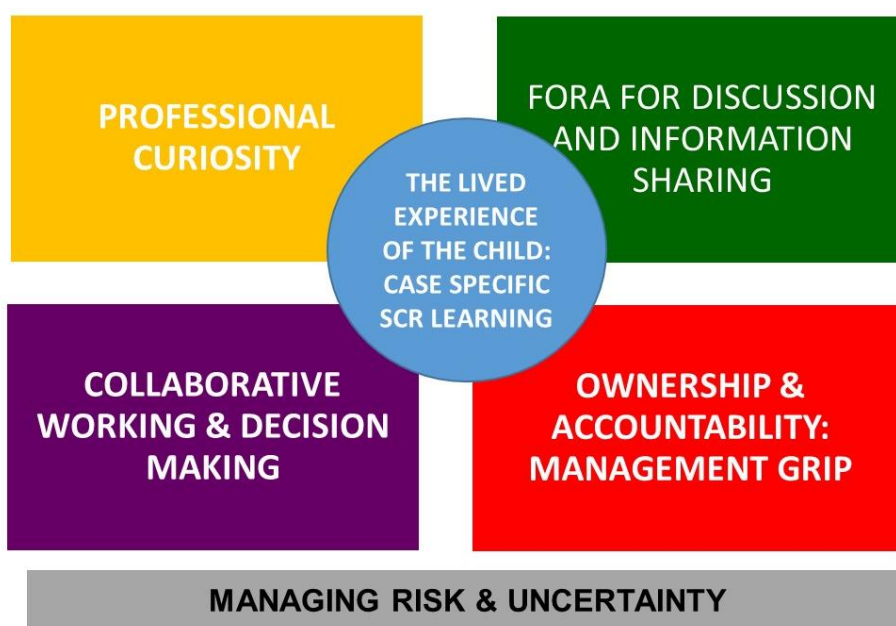 PROFESSIONAL
CURIOSITY
FORA FOR DISCUSSION
AND INFORMATION
SHARING
THE LIVED
EXPERIENCE
OF THE CHILD:
CASE SPECIFIC
SCR LEARNING
COLLABORATIVE
WORKING & DECISION
MAKING
OWNERSHIP &
ACCOUNTABILITY:
MANAGEMENT GRIP
MANAGING RISK & UNCERTAINTY